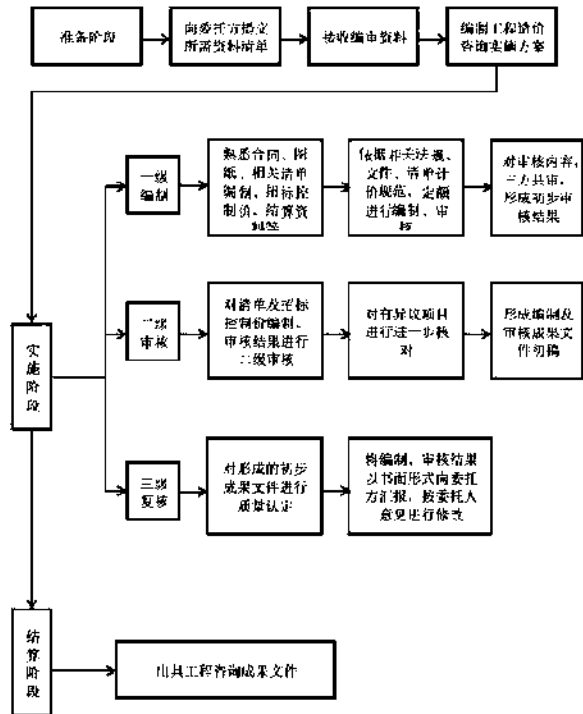 准备阶段
向委托方提交
所需资料清单
接收编审资料
编制工程造价
咨询实施方案
一级
编制
熟悉合同、图
纸、相关清单
编制、招标控
制价、结算资
料等
依据相关法规、
文件、清单计
价规范、定额
进行编制、审
核
对审核内容,
三方共审,
形成初步审
核结果
实施阶段
二级
审核
对清单及招标
控制价编制、
审核结果进行
二级审核
对有异议项目
进行进一步核
对
形成编制及
审核成果文
件初稿
三级
复核
对形成的初步
成果文件进行
质量认定
将编制、审核结果
以书面形式向委托
方汇报,按委托人
意见进行修改
结算阶段
出具工程咨询成果文件